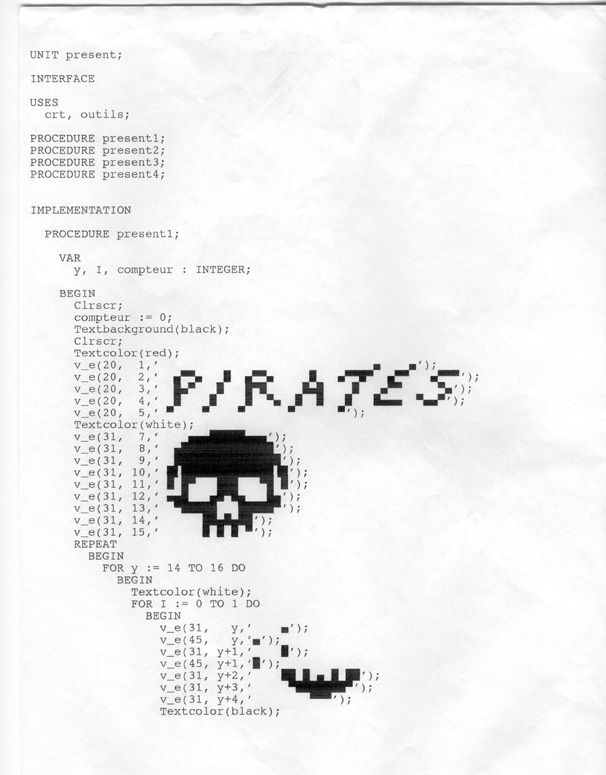 UNIT present;
INTERFACE
USES
crt, outils;
PROCEDURE present1;
PROCEDURE present2;
PROCEDURE present3;
PROCEDURE present4;
IMPLEMENTATION
PROCEDURE present1;
VAR
y, I, compteur : INTEGER;
BEGIN
Clrscr;
compteur := 0;
Textbackground(black);
Clrscr;
Textcolor(red);
v_e(20, 1,' ');
v_e(20, 2,' ');
v_e(20, 3,' PIRATES ');
v_e(20, 4,' ');
v_e(20, 5,' ');
Textcolor(white);
v_e(31, 7,' ');
v_e(31, 8,' ');
v_e(31, 9,' ');
v_e(31, 10,' ');
v_e(31, 11,' ');
v_e(31, 12,' ');
v_e(31, 13,' ');
v_e(31, 14,' ');
v_e(31, 15,' ');
REPEAT
BEGIN
FOR y := 14 TO 16 DO
BEGIN
Textcolor(white);
FOR I := 0 TO 1 DO
BEGIN
v_e(31, y,' ▄');
v_e(45, y,'▄');
v_e(31, y+1,' █');
v_e(45, y+1,'█');
v_e(31, y+2,' ');
v_e(31, y+3,' ');
v_e(31, y+4,' ');
Textcolor(black);